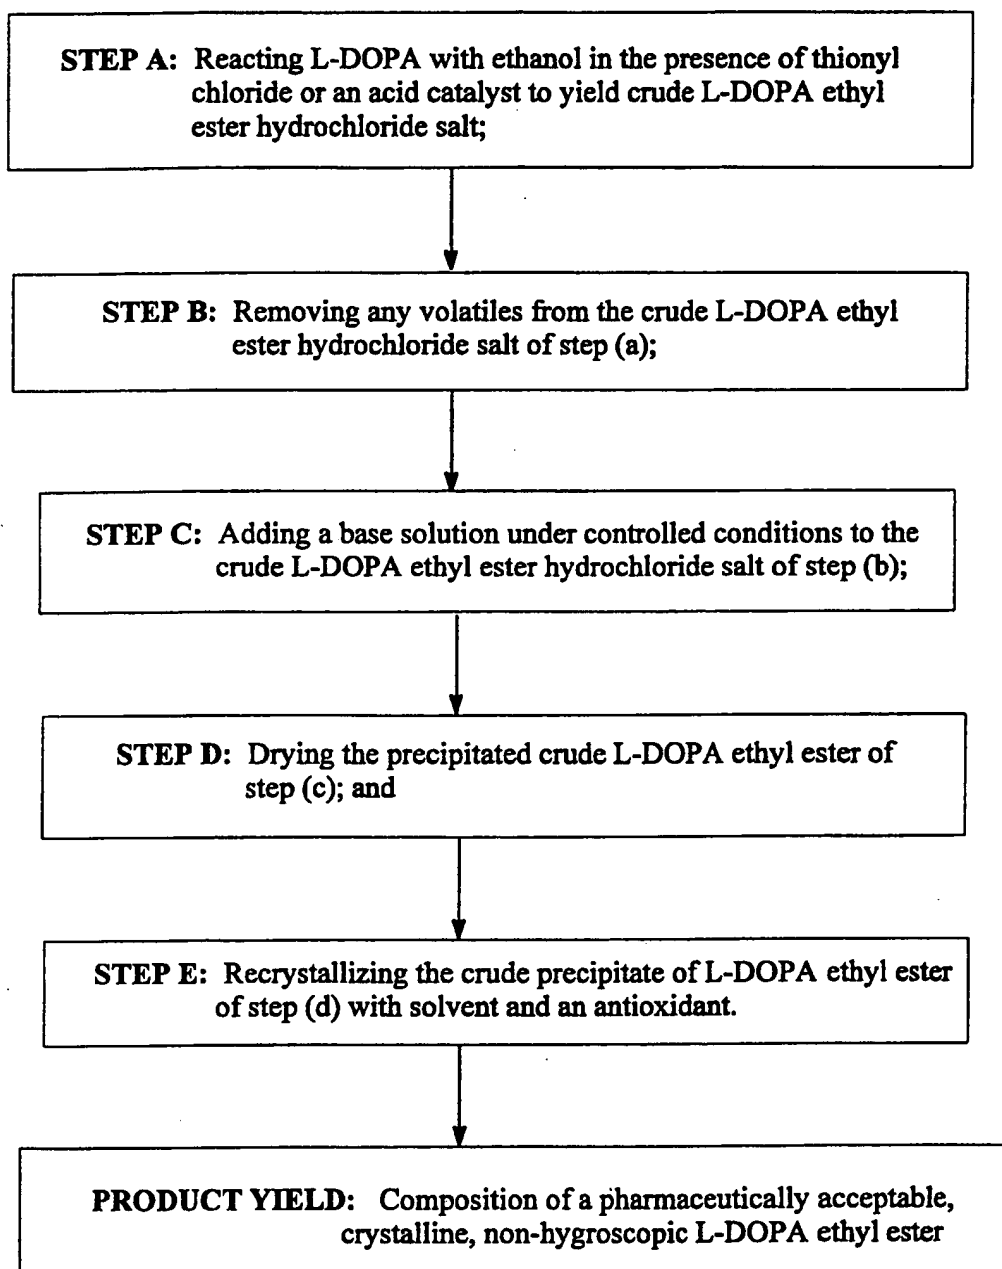 STEP A: Reacting L-DOPA with ethanol in the presence of thionyl
chloride or an acid catalyst to yield crude L-DOPA ethyl
ester hydrochloride salt;
STEP B: Removing any volatiles from the crude L-DOPA ethyl
ester hydrochloride salt of step (a);
STEP C: Adding a base solution under controlled conditions to the
crude L-DOPA ethyl ester hydrochloride salt of step (b);
STEP D: Drying the precipitated crude L-DOPA ethyl ester of
step (c); and
STEP E: Recrystallizing the crude precipitate of L-DOPA ethyl ester
of step (d) with solvent and an antioxidant.
PRODUCT YIELD: Composition of a pharmaceutically acceptable,
crystalline, non-hygroscopic L-DOPA ethyl ester